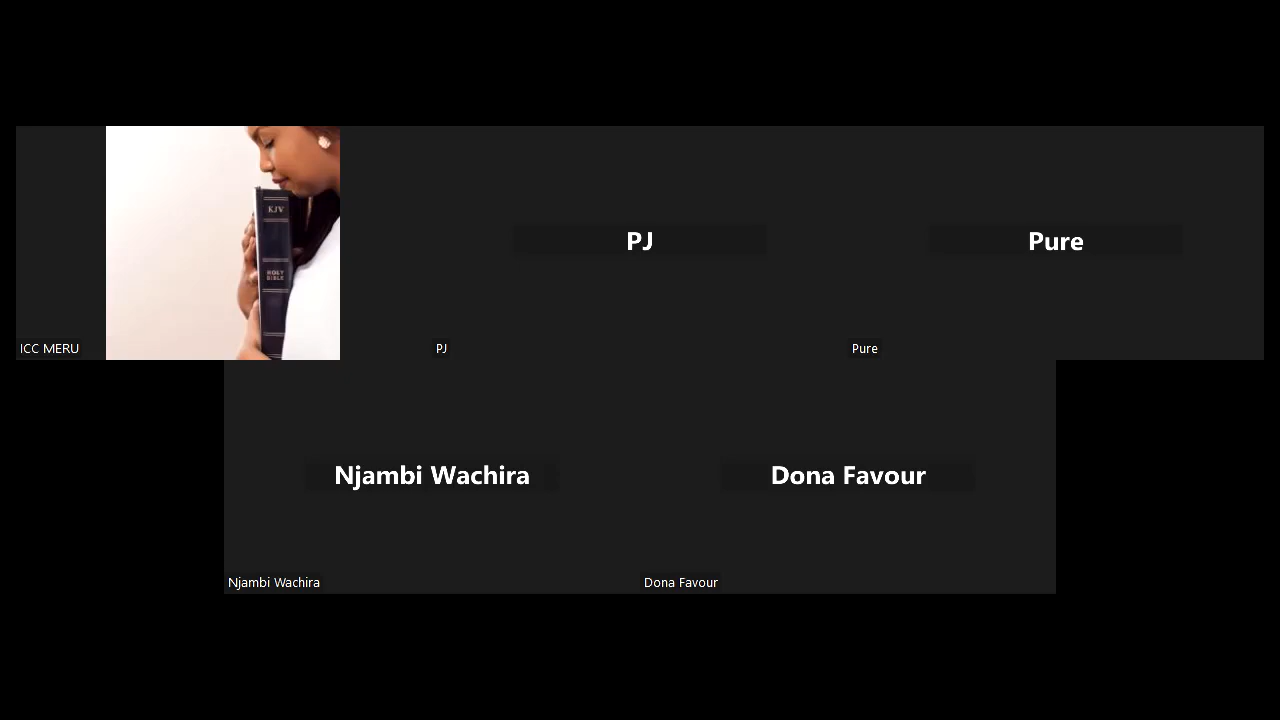 KJV
HOLY
BIBLE
ICC MERU
PJ
PJ
Pure
Pure
Njambi Wachira
Njambi Wachira
Dona Favour
Dona Favour